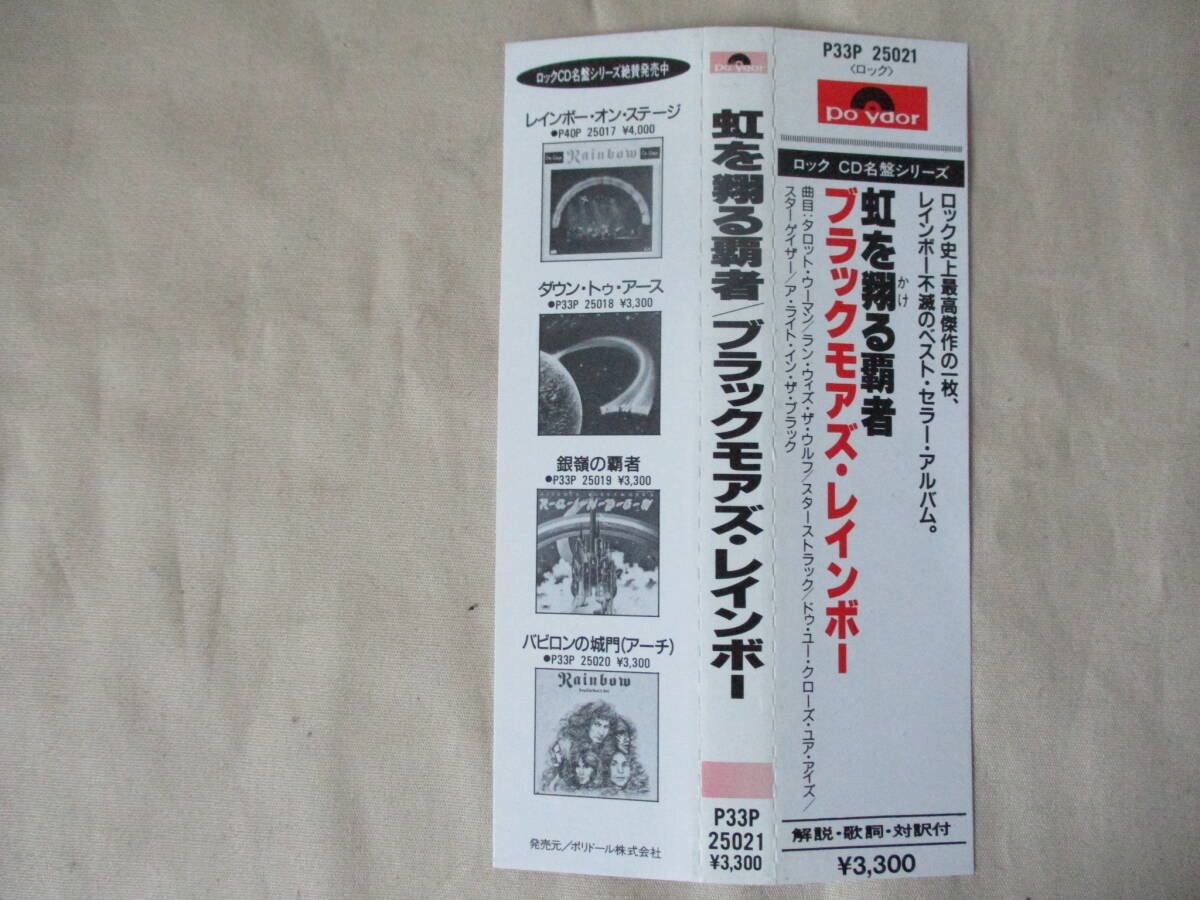 ロックCD名盤シリーズ絶賛発売中
レインボー・オン・ステージ
●P40P 25017 ¥4,000
Rainbow
ダウン・トゥ・アース
●P33P 25018 ¥3,300
銀嶺の覇者
●P33P 25019 ¥3,300
バビロンの城門(アーチ)
●P33P 25020 ¥3,300
Rainbow
発売元/ポリドール株式会社
polydor
虹を翔る覇者/ブラックモアズ・レインボー
P33P
25021
¥3,300
P33P 25021
〈ロック〉
polydor
ロック CD名盤シリーズ
ロック史上最高傑作の一枚、
レインボー不滅のベスト・セラー・アルバム。
虹を翔る覇者
かけ
ブラックモアズ・レインボー
曲目:タロット・ウーマン/ラン・ウィズ・ザ・ウルフ/スターストラック/ドゥ・ユー・クローズ・ユア・アイズ/
スターゲイザー/ア・ライト・イン・ザ・ブラック
解説・歌詞・対訳付
¥3,300